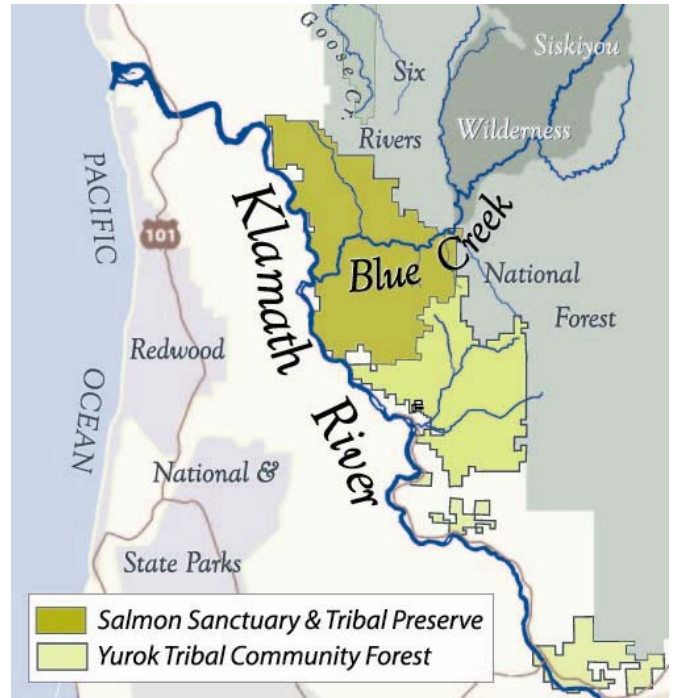 Goose Cr.
Six
Rivers
Siskiyou
Wilderness
PACIFIC
OCEAN
101
Klamath
River
Blue Creek
National
Forest
Redwood
National &
State Parks
Salmon Sanctuary & Tribal Preserve
Yurok Tribal Community Forest